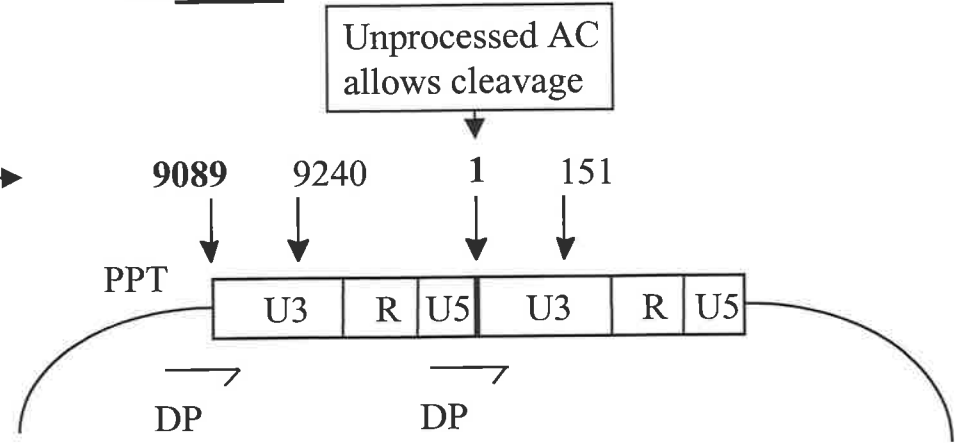 Unprocessed AC
allows cleavage
9089 9240 1 151
PPT
U3 R U5 U3 R U5
DP DP